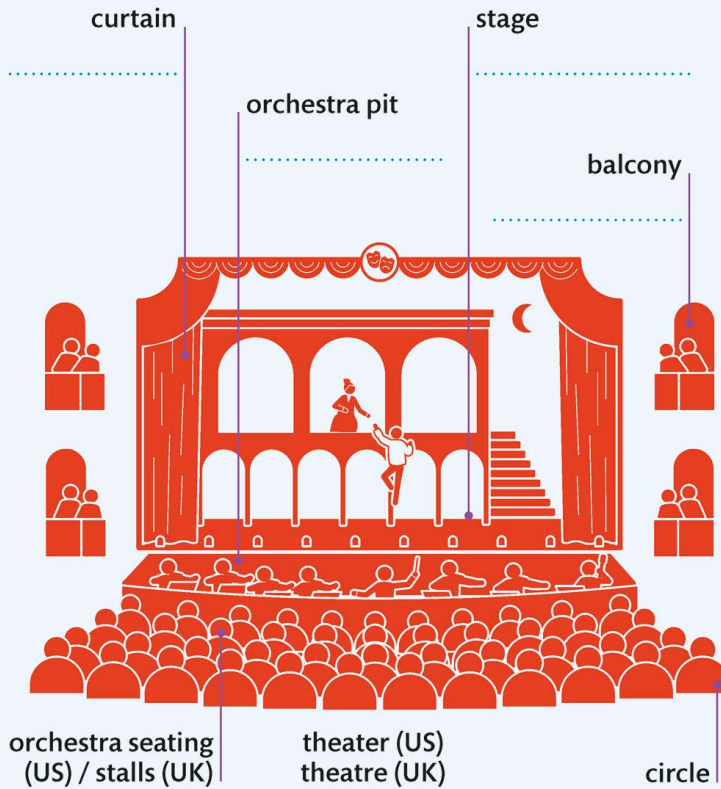 curtain
stage
orchestra pit
balcony
orchestra seating
(US) / stalls (UK)
theater (US)
theatre (UK)
circle